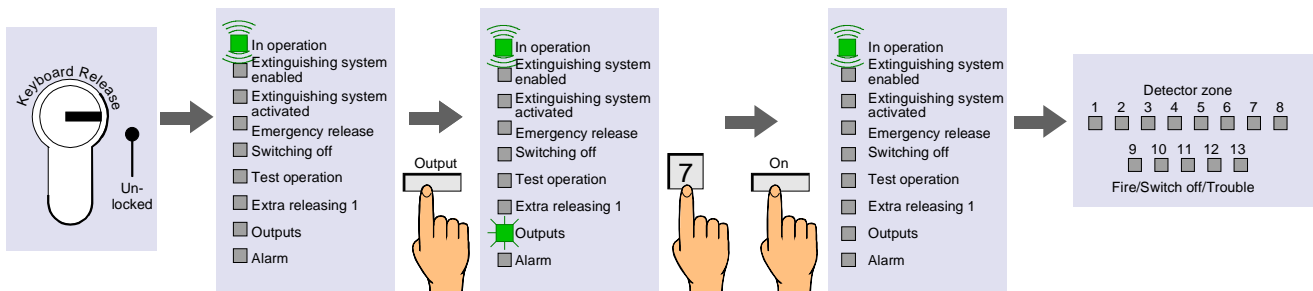 Keyboard Release
Un-
locked
In operation
Extinguishing system
enabled
Extinguishing system
activated
Emergency release
Switching off
Test operation
Extra releasing 1
Outputs
Alarm
Output
In operation
Extinguishing system
enabled
Extinguishing system
activated
Emergency release
Switching off
Test operation
Extra releasing 1
Outputs
Alarm
7
On
In operation
Extinguishing system
enabled
Extinguishing system
activated
Emergency release
Switching off
Test operation
Extra releasing 1
Outputs
Alarm
Detector zone
1 2 3 4 5 6 7 8
9 10 11 12 13
Fire/Switch off/Trouble